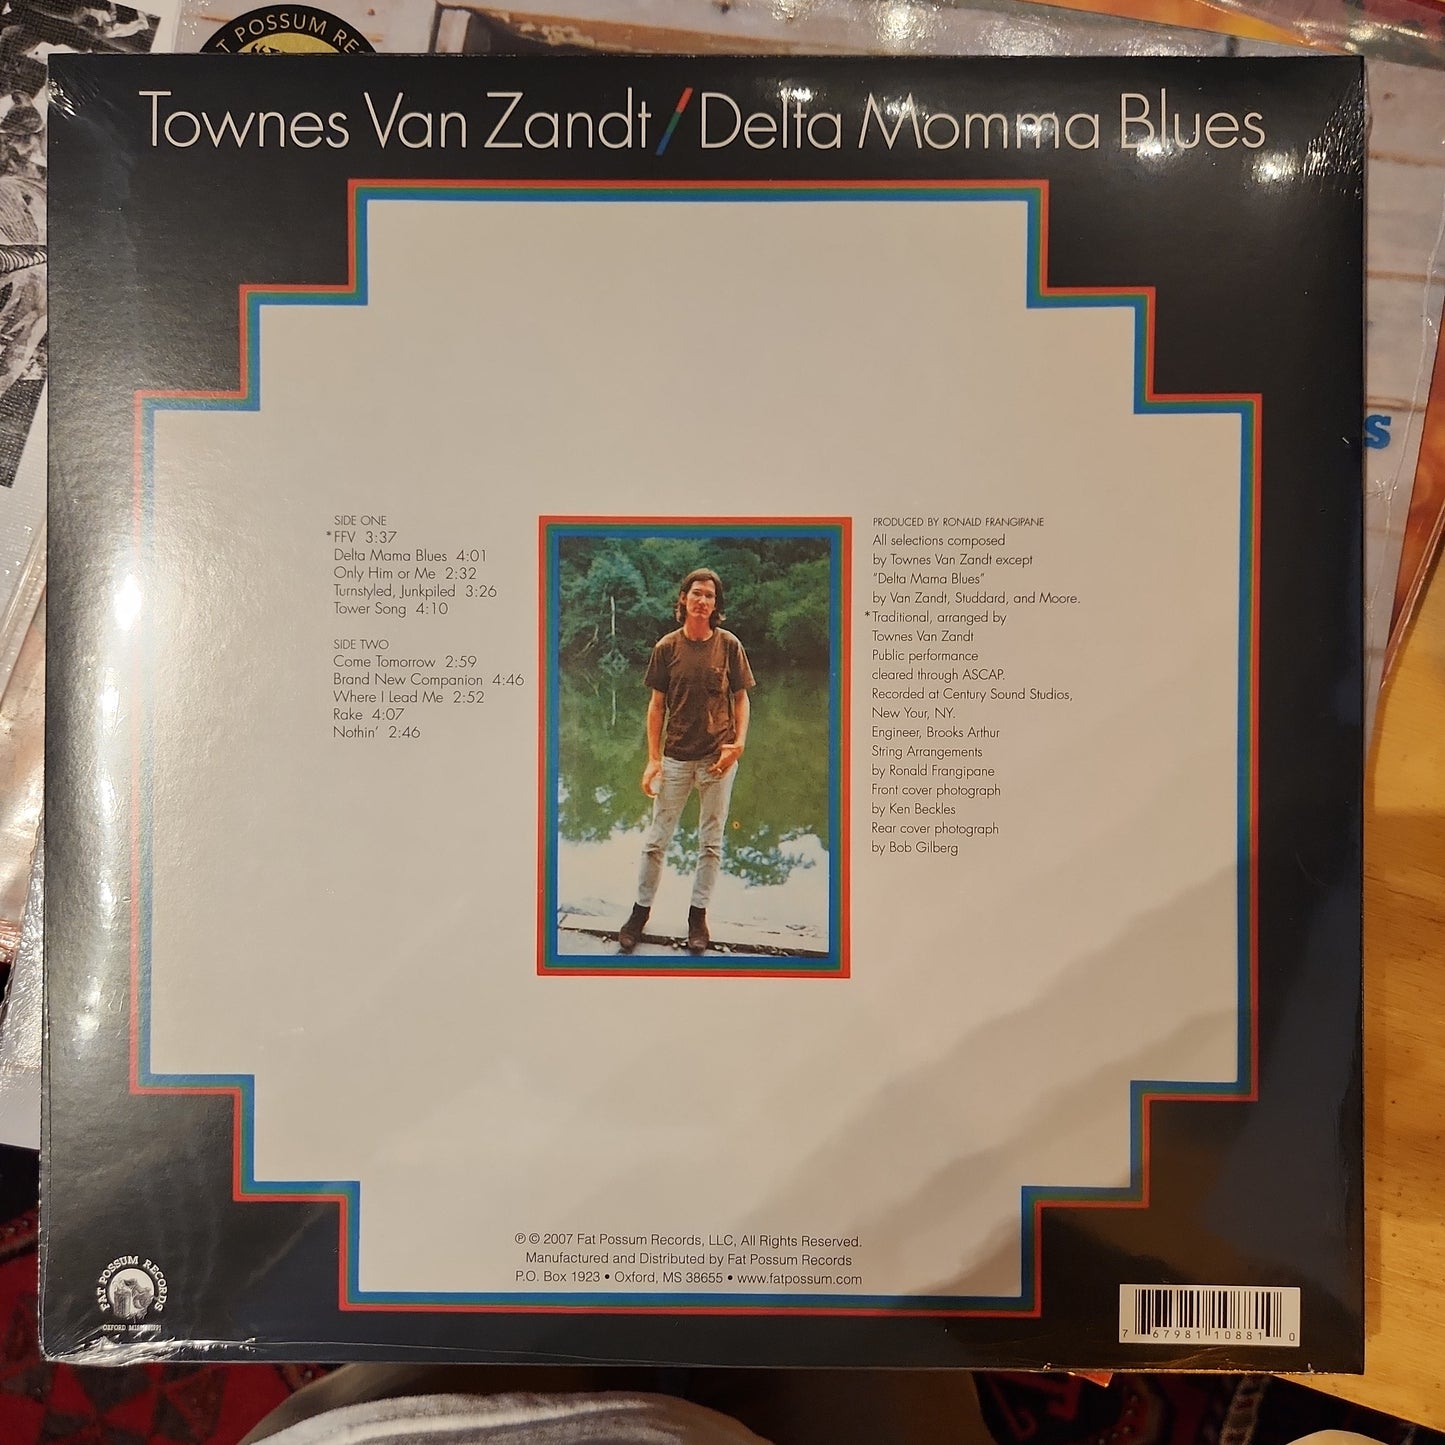 T POSSUM RE
Townes Van Zandt/Delta Momma Blues
s
SIDE ONE
*FFV 3:37
Delta Mama Blues 4:01
Only Him or Me 2:32
Turnstyled, Junkpiled 3:26
Tower Song 4:10
SIDE TWO
Come Tomorrow 2:59
Brand New Companion 4:46
Where I Lead Me 2:52
Rake 4:07
Nothin' 2:46
PRODUCED BY RONALD FRANGIPANE
All selections composed
by Townes Van Zandt except
"Delta Mama Blues"
by Van Zandt, Studdard, and Moore.
*Traditional, arranged by
Townes Van Zandt
Public performance
cleared through ASCAP.
Recorded at Century Sound Studios,
New Your, NY.
Engineer, Brooks Arthur
String Arrangements
by Ronald Frangipane
Front cover photograph
by Ken Beckles
Rear cover photograph
by Bob Gilberg
℗ © 2007 Fat Possum Records, LLC, All Rights Reserved.
Manufactured and Distributed by Fat Possum Records
P.O. Box 1923 • Oxford, MS 38655 • www.fatpossum.com
FAT POSSUM RECORDS
OXFORD MISSISSIPPI
7 67981 10881 0